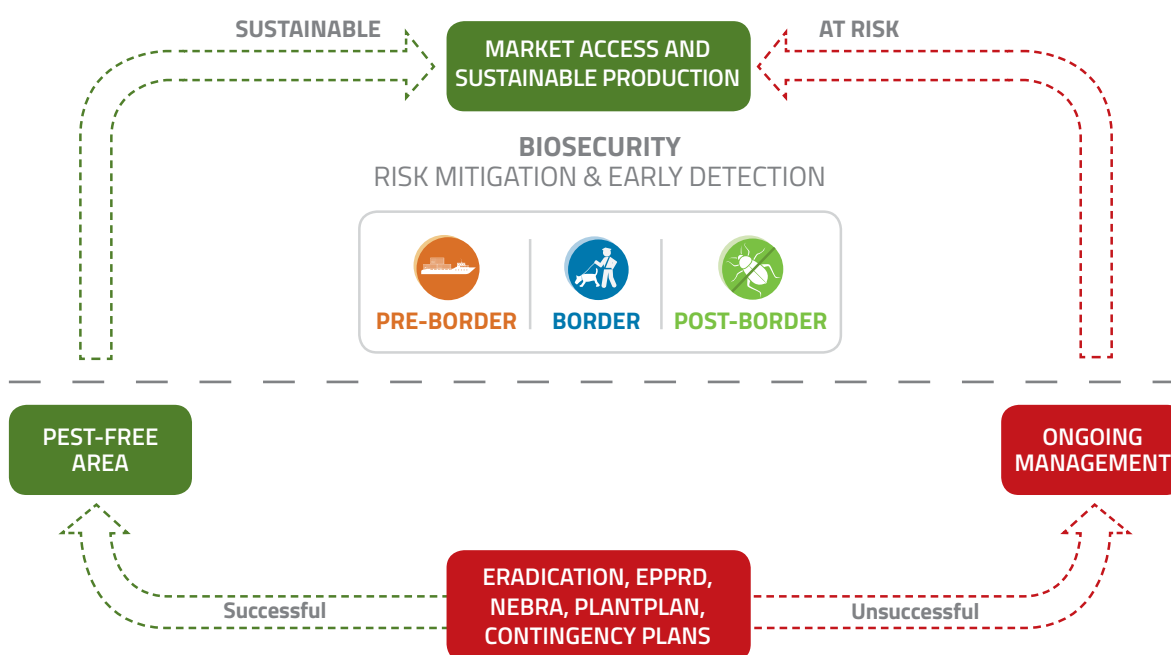 SUSTAINABLE
MARKET ACCESS AND
SUSTAINABLE PRODUCTION
AT RISK
BIOSECURITY
RISK MITIGATION & EARLY DETECTION
PRE-BORDER
BORDER
POST-BORDER
PEST-FREE
AREA
ONGOING
MANAGEMENT
Successful
ERADICATION, EPPRD,
NEBRA, PLANTPLAN,
CONTINGENCY PLANS
Unsuccessful